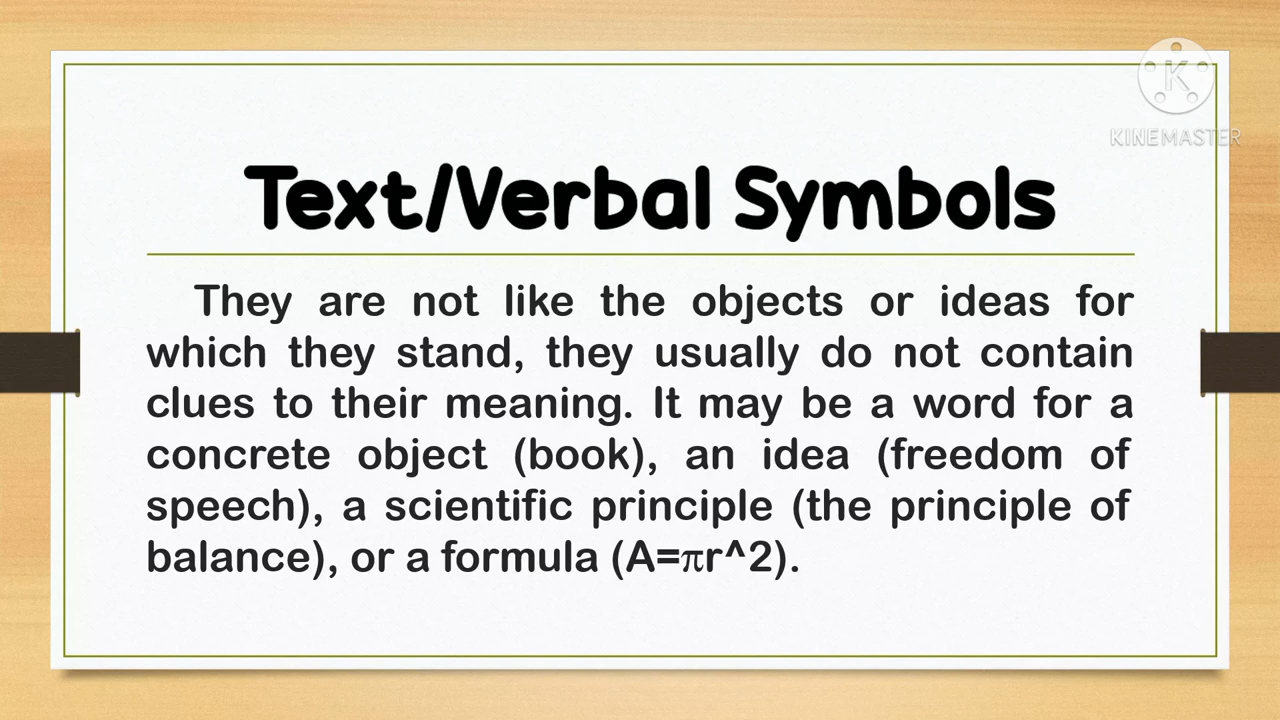 K
KINEMASTER
Text/Verbal Symbols
They are not like the objects or ideas for
which they stand, they usually do not contain
clues to their meaning. It may be a word for a
concrete object (book), an idea (freedom of
speech), a scientific principle (the principle of
balance), or a formula (A=πr^2).